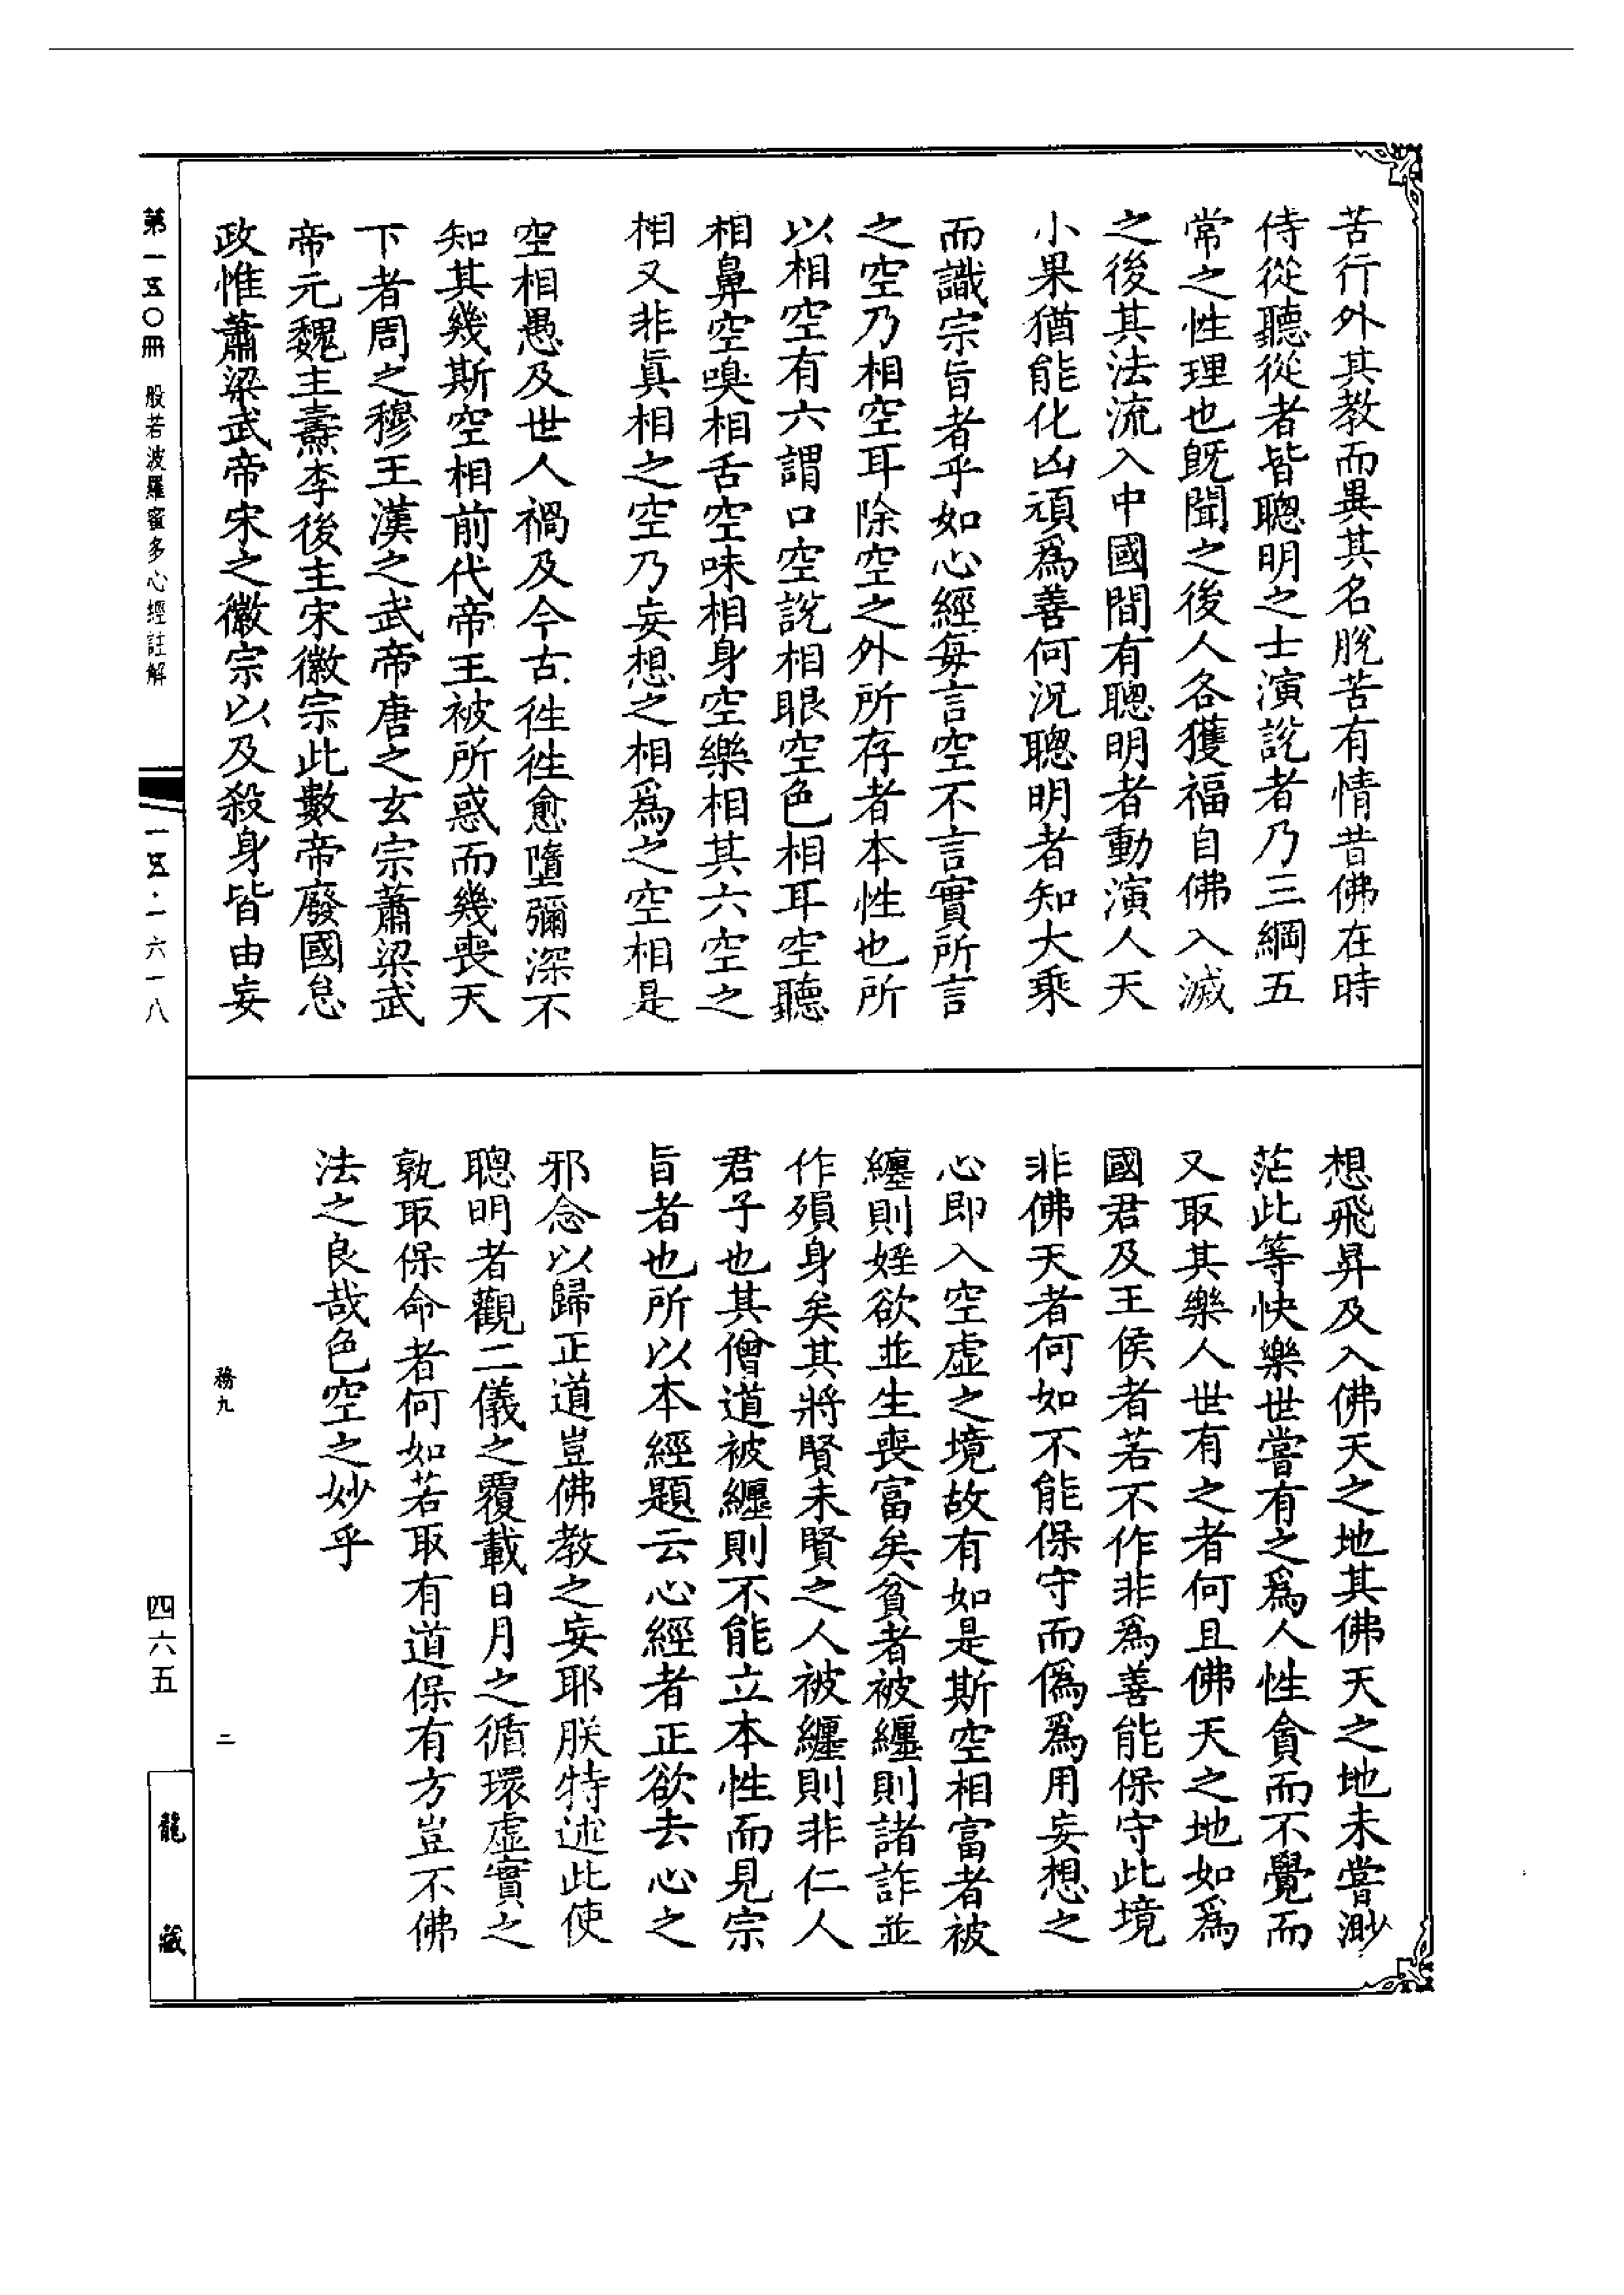 苦行外其教而異其名脫苦有情昔佛在時
侍從聽從者皆聰明之士演說者乃三綱五
常之性理也旣聞之後人各獲福自佛入滅
之後其法流入中國間有聰明者動演人天
小果猶能化凶頑爲善何況聰明者知大乘
而識宗旨者乎如心經每言空不言實所言
之空乃相空耳除空之外所存者本性也所
以相空有六謂口空說相眼空色相耳空聽
相鼻空嗅相舌空味相身空樂相其六空之
相又非眞相之空乃妄想之相爲之空相是
空相愚及世人禍及今古徃徃愈墮彌深不
知其幾斯空相前代帝王被所惑而幾喪天
下者周之穆王漢之武帝唐之玄宗蕭梁武
帝元魏主燾李後主宋徽宗此數帝廢國怠
政惟蕭梁武帝宋之徽宗以及殺身皆由妄
想飛昇及入佛天之地其佛天之地未嘗渺
茫此等快樂世嘗有之爲人性貪而不覺而
又取其樂人世有之者何且佛天之地如爲
國君及王侯者若不作非爲善能保守此境
非佛天者何如不能保守而僞爲用妄想之
心即入空虛之境故有如是斯空相富者被
纏則婬欲並生喪富矣貧者被纏則諸詐並
作殞身矣其將賢未賢之人被纏則非仁人
君子也其僧道被纏則不能立本性而見宗
旨者也所以本經題云心經者正欲去心之
邪念以歸正道豈佛教之妄耶朕特述此使
聰明者觀二儀之覆載日月之循環虛實之
孰取保命者何如若取有道保有方豈不佛
法之良哉色空之妙乎
務九
二
第一五〇冊 般若波羅蜜多心經註解
一五·一六一八
四六五
龍藏